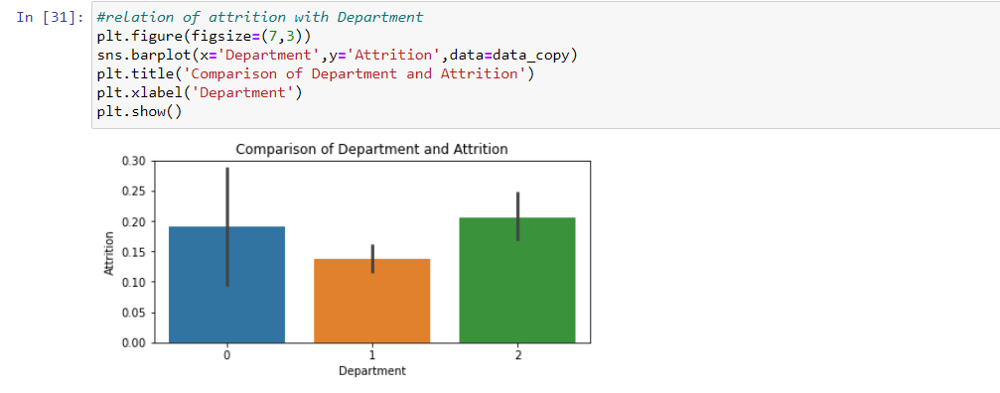 In [31]: #relation of attrition with Department
plt.figure(figsize=(7,3))
sns.barplot(x='Department',y='Attrition',data=data_copy)
plt.title('Comparison of Department and Attrition')
plt.xlabel('Department')
plt.show()
Comparison of Department and Attrition
0.30
0.25
0.20
0.15
0.10
0.05
0.00
Attrition
0 1 2
Department